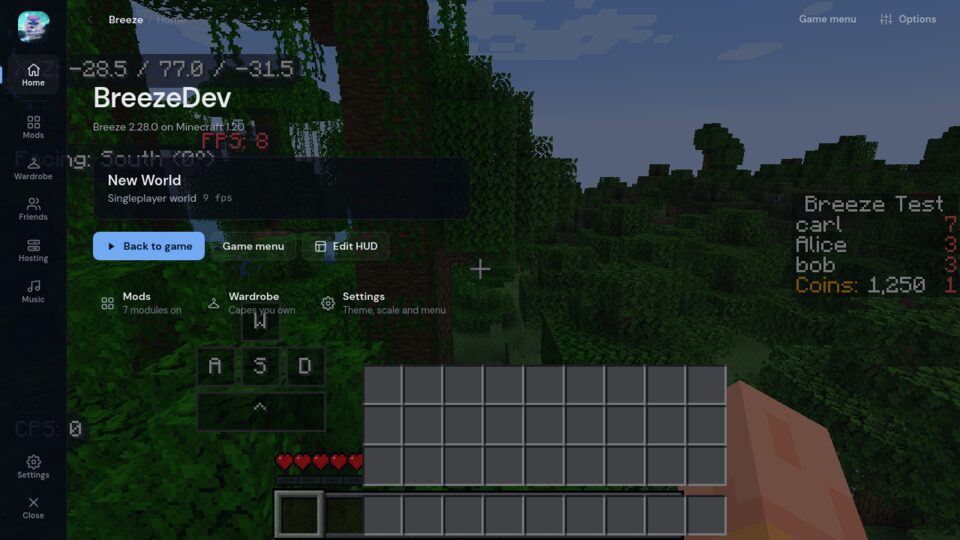 Breeze / Home
Game menu
Options
XYZ: -28.5 / 77.0 / -31.5
Home
BreezeDev
Breeze 2.28.0 on Minecraft 1.20
FPS: 8
Mods
Facing: South (0°)
Wardrobe
New World
Singleplayer world 9 fps
Friends
Breeze Test
carl 7
Alice 3
bob 3
Coins: 1,250 1
Hosting
Back to game
Game menu
Edit HUD
Music
Mods
7 modules on
Wardrobe
Capes you own
Settings
Theme, scale and menu
W
A S D
^
CPS: 0
Settings
Close